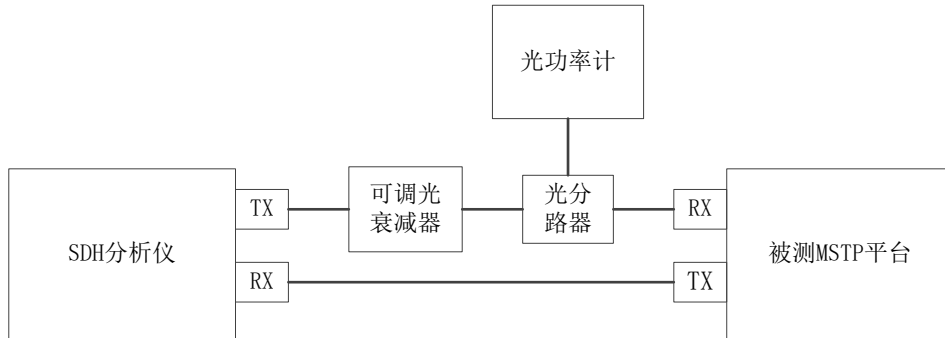 光功率计
TX
可调光
衰减器
光分
路器
RX
SDH分析仪
被测MSTP平台
RX
TX